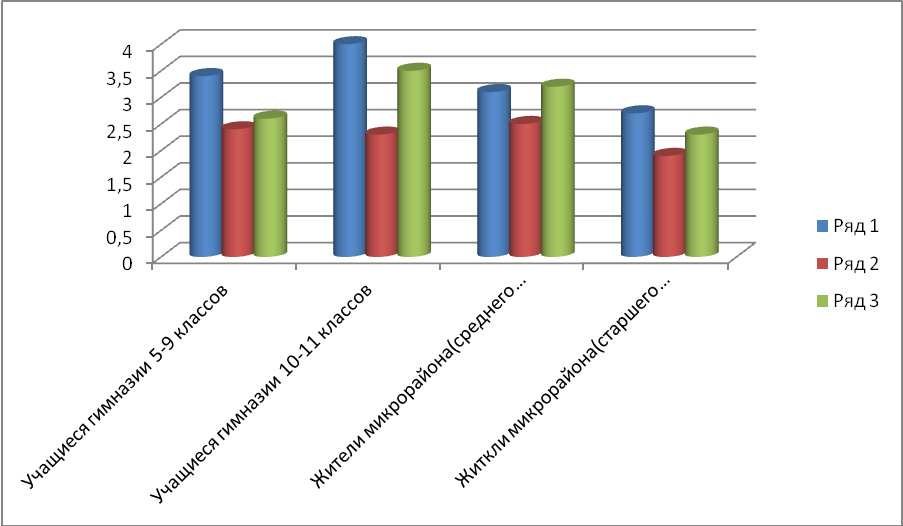 4
3,5
3
2,5
2
1,5
1
0,5
0
Учащиеся гимназии 5-9 классов
Учащиеся гимназии 10-11 классов
Жители микрорайона(среднего...
Житкли микрорайона(старшего...
Ряд 1
Ряд 2
Ряд 3